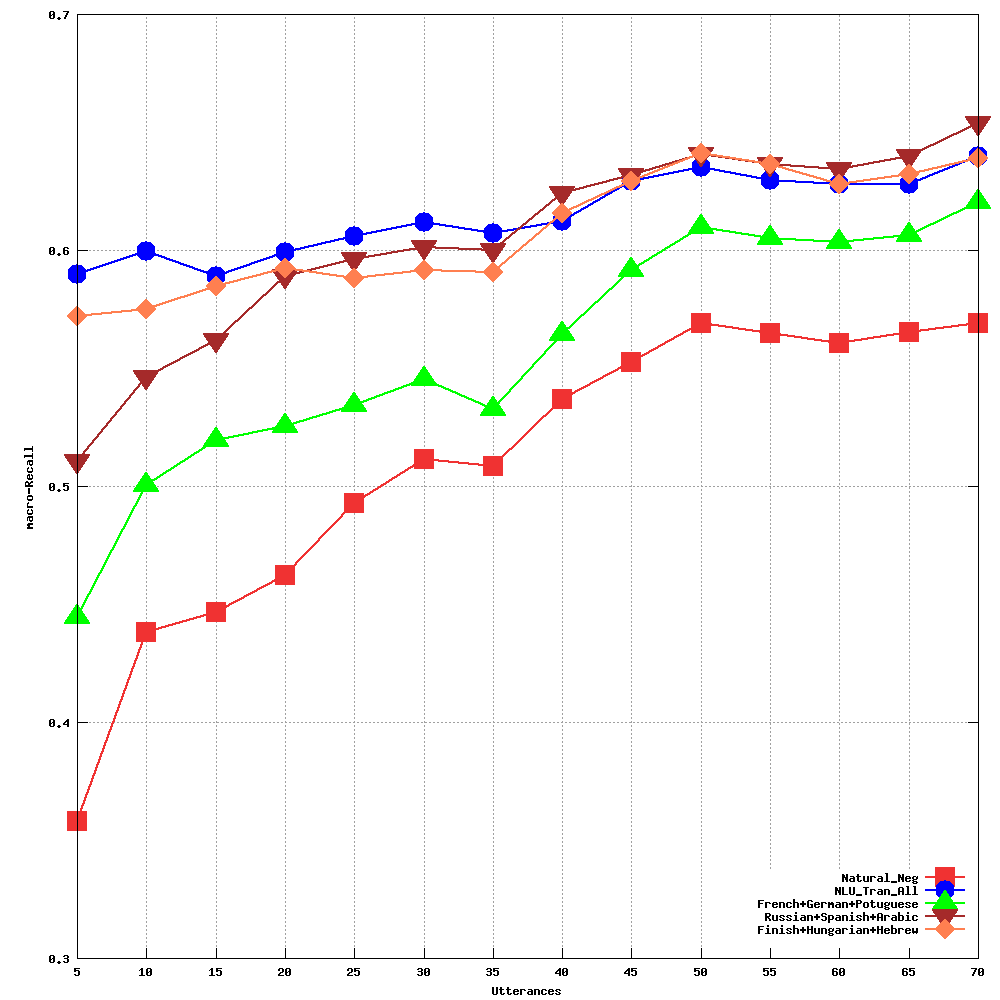 0.7
0.6
0.5
0.4
0.3
macro-Recall
5 10 15 20 25 30 35 40 45 50 55 60 65 70
Utterances
Natural_Neg
NLU_Tran_All
French+German+Potuguese
Russian+Spanish+Arabic
Finish+Hungarian+Hebrew